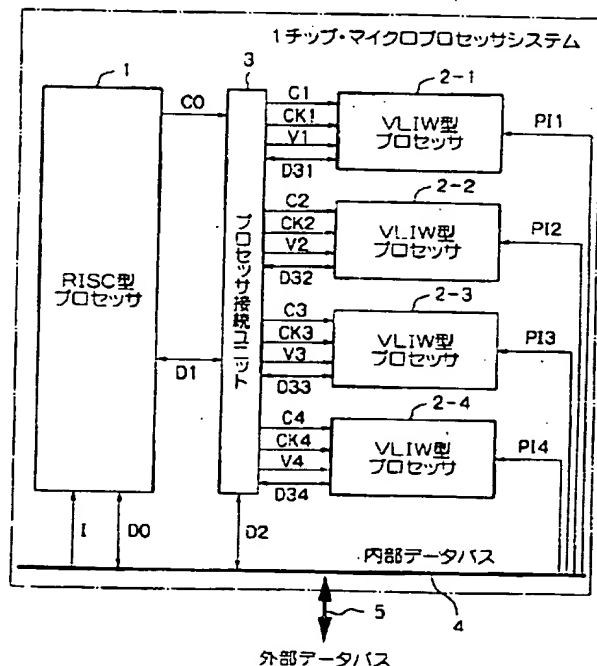 1チップ・マイクロプロセッサシステム
1
3
2-1
C0
C1
CK1
V1
D31
VLIW型
プロセッサ
PI1
2-2
C2
CK2
V2
D32
VLIW型
プロセッサ
PI2
RISC型
プロセッサ
プロセッサ接続ユニット
2-3
C3
CK3
V3
D33
VLIW型
プロセッサ
PI3
D1
2-4
C4
CK4
V4
D34
VLIW型
プロセッサ
PI4
I
D0
D2
内部データバス
5
4
外部データバス